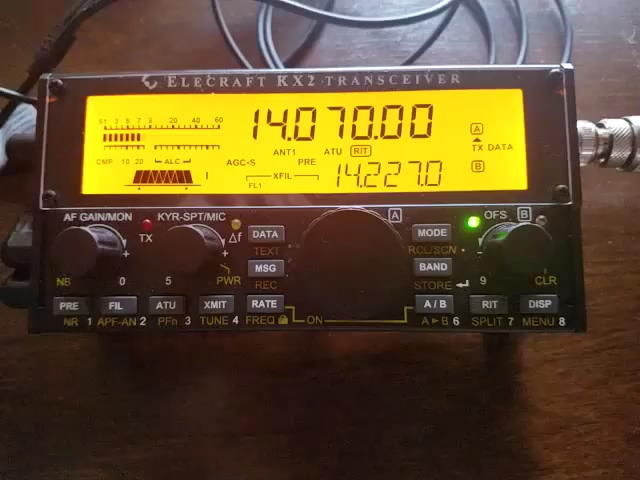 ELECRAFT KX2 TRANSCEIVER
S1 3 5 7 9 20 40 60
14.070.00
A
TX DATA
CMP 10 20 ALC
ANT1 ATU RIT
AGC-S PRE
B
FL1 XFIL
14.227.0
AF GAIN/MON KYR-SPT/MIC A OFS B
TX Δf
DATA MODE
TEXT RCL/SCN
MSG BAND
NB 0 5 PWR REC STORE 9 CLR
PRE FIL ATU XMIT RATE A/B RIT DISP
NR 1 APF-AN 2 PFn 3 TUNE 4 FREQ ON A►B 6 SPLIT 7 MENU 8